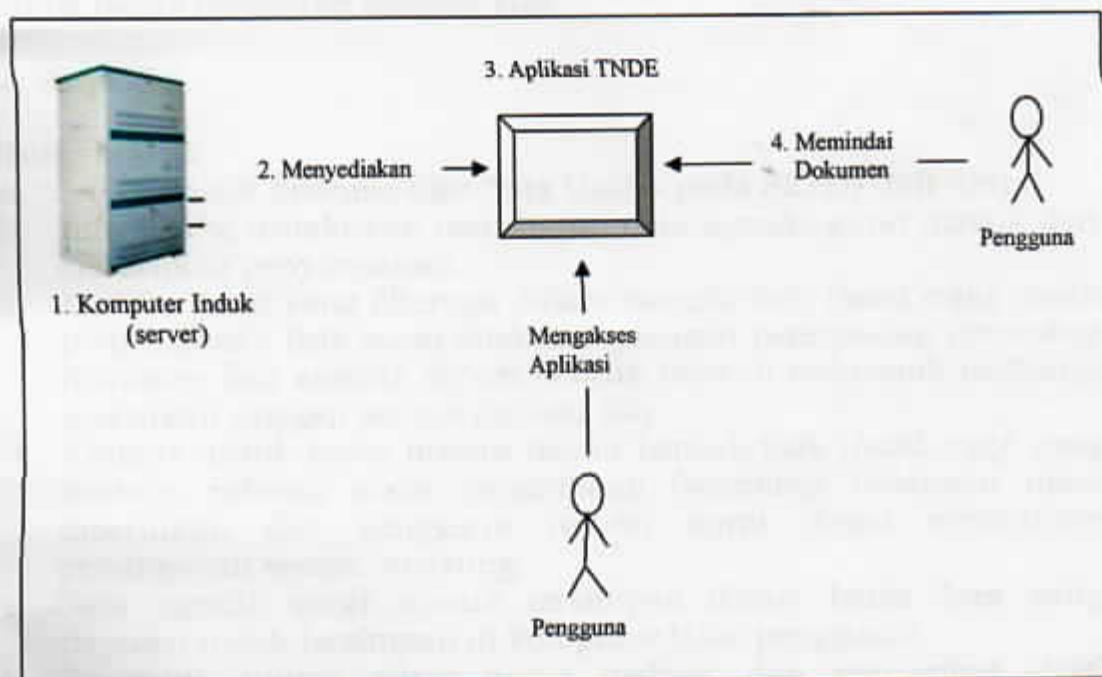 3. Aplikasi TNDE
2. Menyediakan
4. Memindai
Dokumen
Pengguna
1. Komputer Induk
(server)
Mengakses
Aplikasi
Pengguna